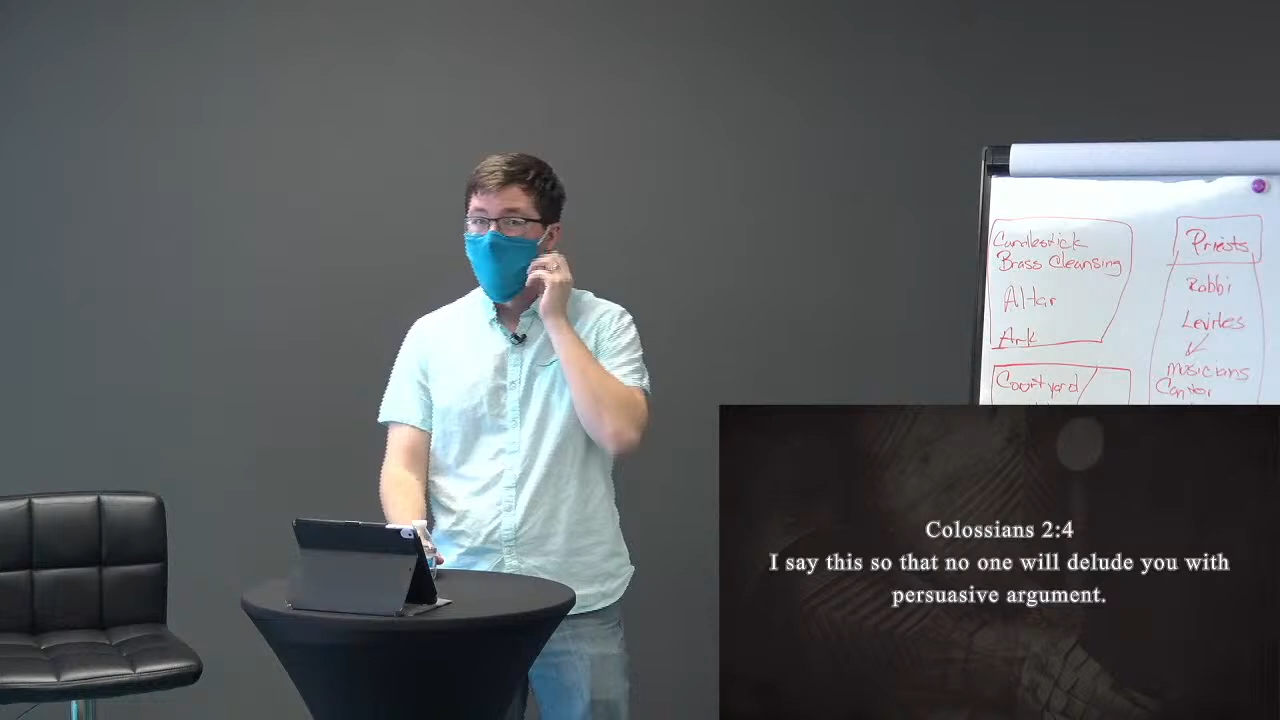 Candlestick
Brass Cleansing
Altar
Ark
Courtyard
Priests
Rabbi
Levites
Musicians
Cantor
Colossians 2:4
I say this so that no one will delude you with
persuasive argument.